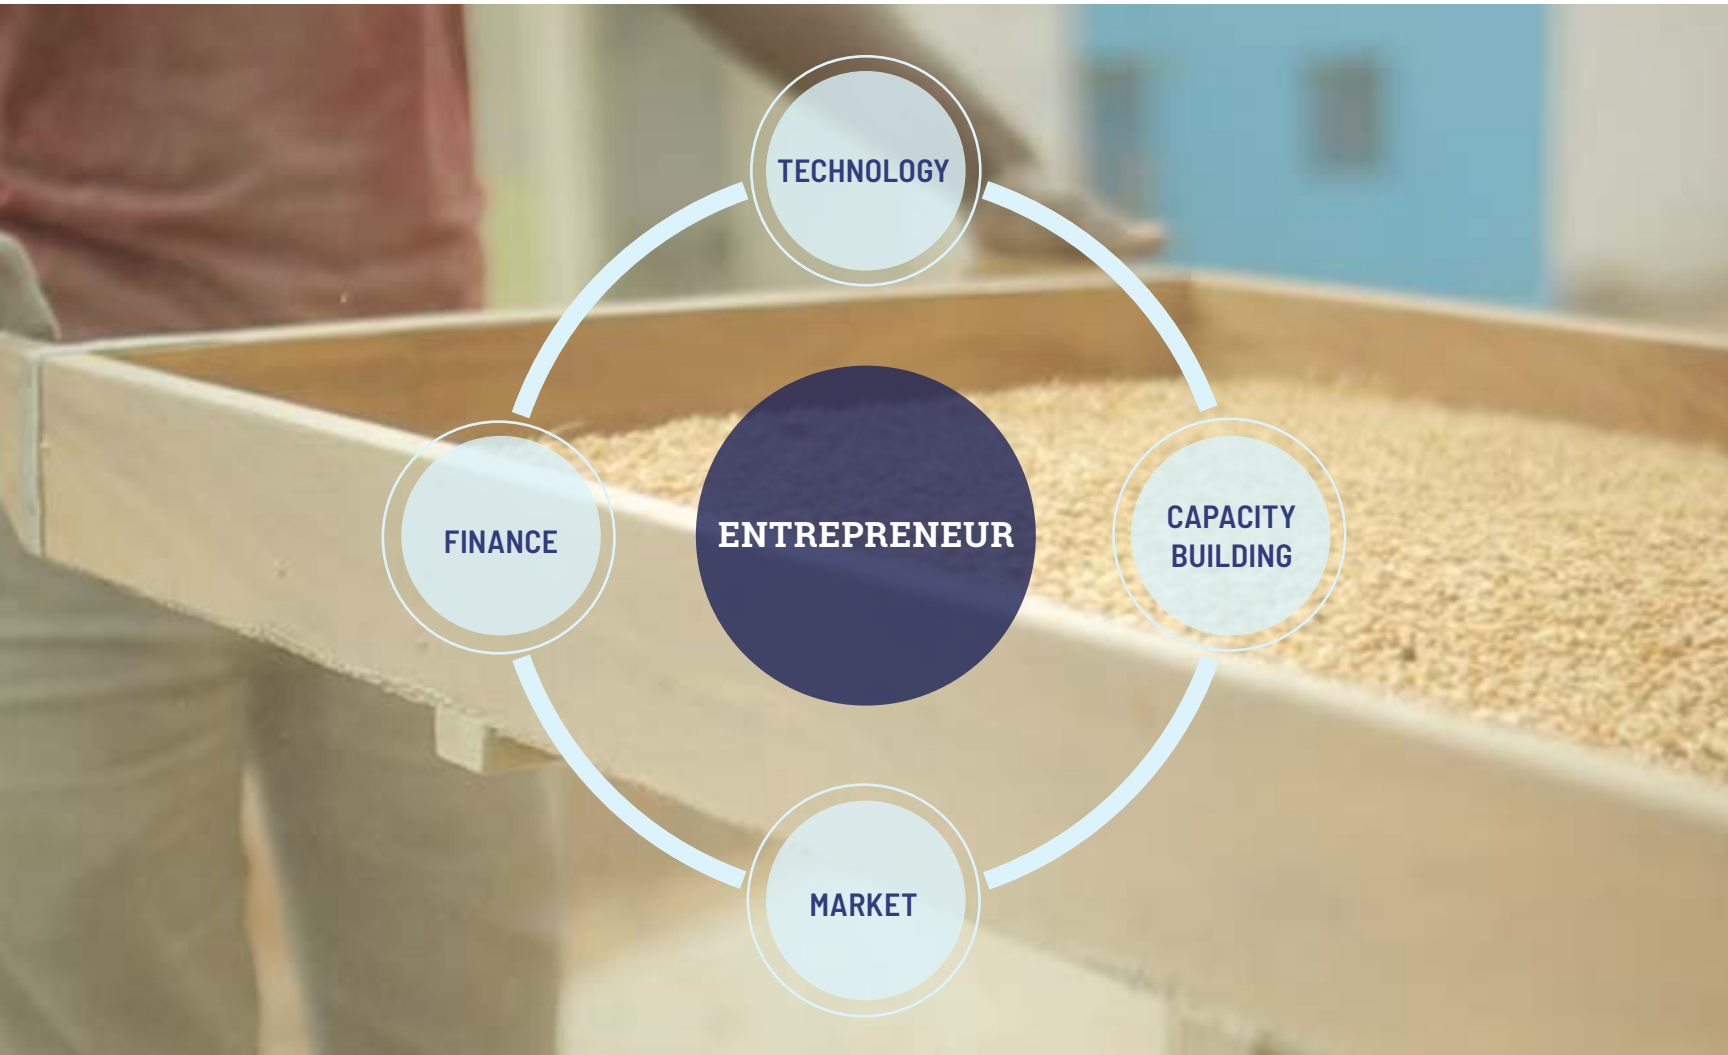 TECHNOLOGY
FINANCE
ENTREPRENEUR
CAPACITY
BUILDING
MARKET